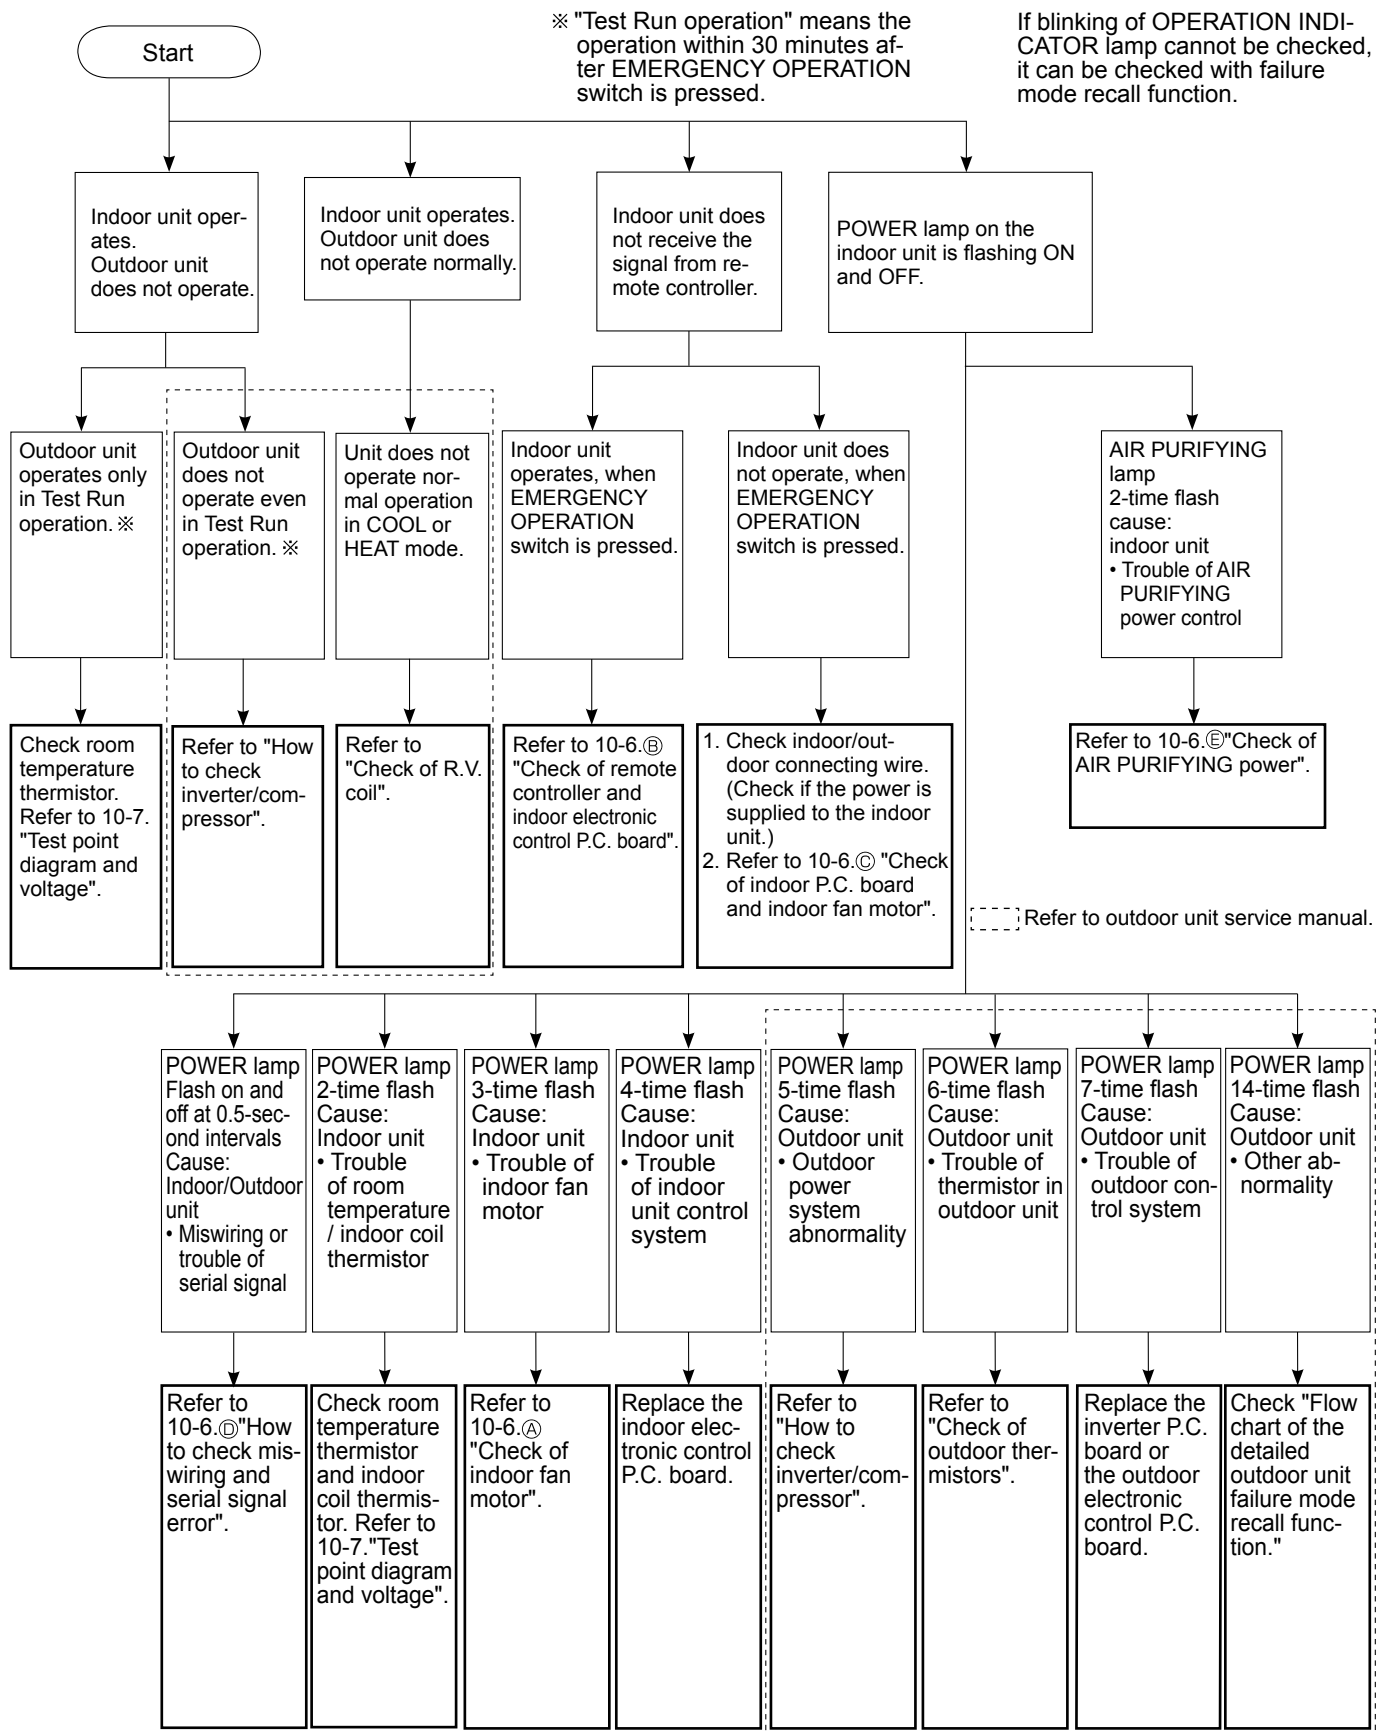 Start
※ "Test Run operation" means the
operation within 30 minutes af-
ter EMERGENCY OPERATION
switch is pressed.
If blinking of OPERATION INDI-
CATOR lamp cannot be checked,
it can be checked with failure
mode recall function.
Indoor unit oper-
ates.
Outdoor unit
does not operate.
Indoor unit operates.
Outdoor unit does
not operate normally.
Indoor unit does
not receive the
signal from re-
mote controller.
POWER lamp on the
indoor unit is flashing ON
and OFF.
Outdoor unit
operates only
in Test Run
operation. ※
Outdoor unit
does not
operate even
in Test Run
operation. ※
Unit does not
operate nor-
mal operation
in COOL or
HEAT mode.
Indoor unit
operates, when
EMERGENCY
OPERATION
switch is pressed.
Indoor unit does
not operate, when
EMERGENCY
OPERATION
switch is pressed.
AIR PURIFYING
lamp
2-time flash
cause:
indoor unit
• Trouble of AIR
PURIFYING
power control
Check room
temperature
thermistor.
Refer to 10-7.
"Test point
diagram and
voltage".
Refer to "How
to check
inverter/com-
pressor".
Refer to
"Check of R.V.
coil".
Refer to 10-6.Ⓑ
"Check of remote
controller and
indoor electronic
control P.C. board".
1. Check indoor/out-
door connecting wire.
(Check if the power is
supplied to the indoor
unit.)
2. Refer to 10-6.Ⓒ "Check
of indoor P.C. board
and indoor fan motor".
Refer to 10-6.Ⓔ"Check of
AIR PURIFYING power".
Refer to outdoor unit service manual.
POWER lamp
Flash on and
off at 0.5-sec-
ond intervals
Cause:
Indoor/Outdoor
unit
• Miswiring or
trouble of
serial signal
POWER lamp
2-time flash
Cause:
Indoor unit
• Trouble
of room
temperature
/ indoor coil
thermistor
POWER lamp
3-time flash
Cause:
Indoor unit
• Trouble of
indoor fan
motor
POWER lamp
4-time flash
Cause:
Indoor unit
• Trouble
of indoor
unit control
system
POWER lamp
5-time flash
Cause:
Outdoor unit
• Outdoor
power
system
abnormality
POWER lamp
6-time flash
Cause:
Outdoor unit
• Trouble of
thermistor in
outdoor unit
POWER lamp
7-time flash
Cause:
Outdoor unit
• Trouble of
outdoor con-
trol system
POWER lamp
14-time flash
Cause:
Outdoor unit
• Other ab-
normality
Refer to
10-6.Ⓓ"How
to check mis-
wiring and
serial signal
error".
Check room
temperature
thermistor
and indoor
coil thermis-
tor. Refer to
10-7."Test
point diagram
and voltage".
Refer to
10-6.Ⓐ
"Check of
indoor fan
motor".
Replace the
indoor elec-
tronic control
P.C. board.
Refer to
"How to
check
inverter/com-
pressor".
Refer to
"Check of
outdoor ther-
mistors".
Replace the
inverter P.C.
board or
the outdoor
electronic
control P.C.
board.
Check "Flow
chart of the
detailed
outdoor unit
failure mode
recall func-
tion."